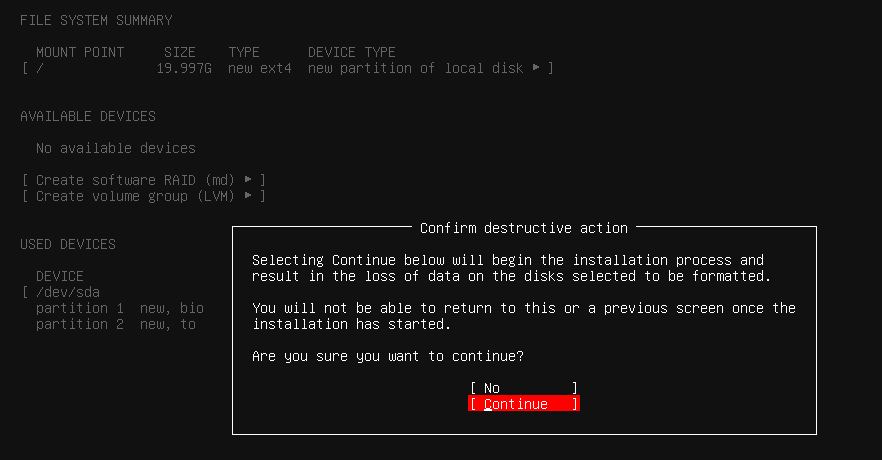 FILE SYSTEM SUMMARY
MOUNT POINT SIZE TYPE DEVICE TYPE
[ / 19.997G new ext4 new partition of local disk ▸ ]
AVAILABLE DEVICES
No available devices
[ Create software RAID (md) ▸ ]
[ Create volume group (LVM) ▸ ]
USED DEVICES
DEVICE
[ /dev/sda
partition 1 new, bio
partition 2 new, to
Confirm destructive action
Selecting Continue below will begin the installation process and
result in the loss of data on the disks selected to be formatted.
You will not be able to return to this or a previous screen once the
installation has started.
Are you sure you want to continue?
[ No ]
[ Continue ]